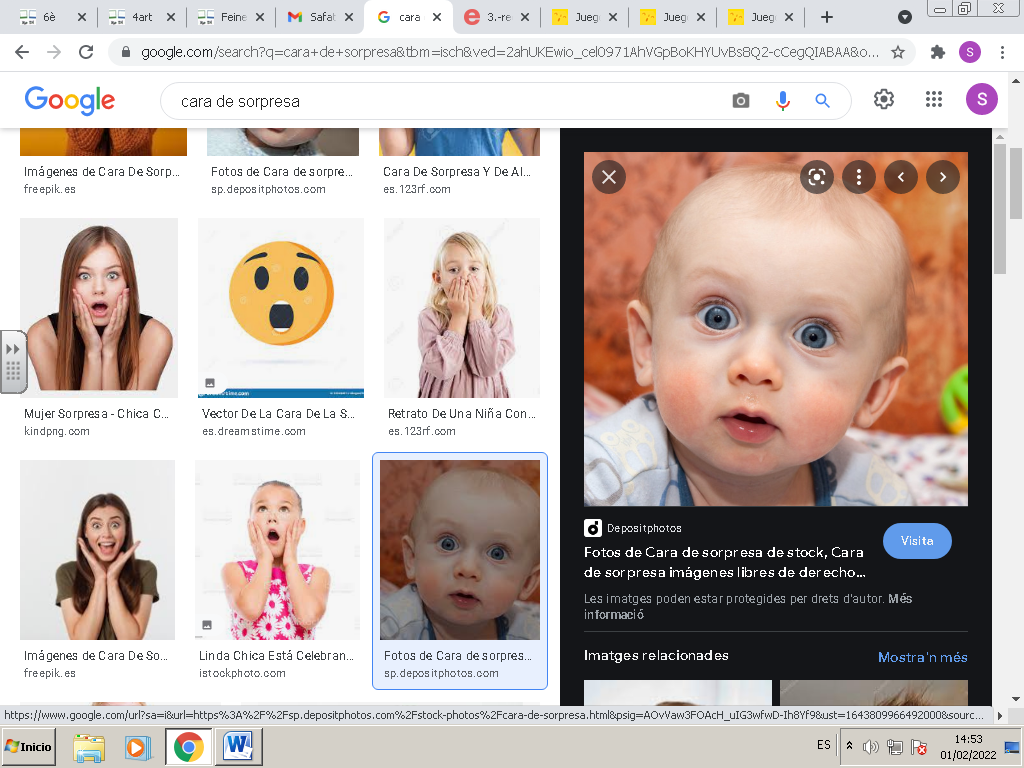 6è
4art
Feine
Safat
cara
3.-re
Jueg
Jueg
Jueg
google.com/search?q=cara+de+sorpresa&tbm=isch&ved=2ahUKEwio_cel0971AhVGpBoKHYUvBs8Q2-cCegQIABAA&o...
S
Google
cara de sorpresa
S
Imágenes de Cara De Sorp...
freepik.es
Fotos de Cara de sorpre...
sp.depositphotos.com
Cara De Sorpresa Y De Al...
es.123rf.com
Mujer Sorpresa - Chica C...
kindpng.com
Vector De La Cara De La S...
es.dreamstime.com
Retrato De Una Niña Con...
es.123rf.com
Imágenes de Cara De So...
freepik.es
Linda Chica Está Celebran...
istockphoto.com
Fotos de Cara de sorpres...
sp.depositphotos.com
Depositphotos
Fotos de Cara de sorpresa de stock, Cara
de sorpresa imágenes libres de derecho...
Visita
Les imatges poden estar protegides per drets d'autor. Més
informació
Imatges relacionades
Mostra'n més
https://www.google.com/url?sa=i&url=https%3A%2F%2Fsp.depositphotos.com%2Fstock-photos%2Fcara-de-sorpresa.html&psig=AOvVaw3FOAcH_uIG3wfwD-Ih8Yf9&ust=1643809966492000&sourc...
Inicio
ES
14:53
01/02/2022